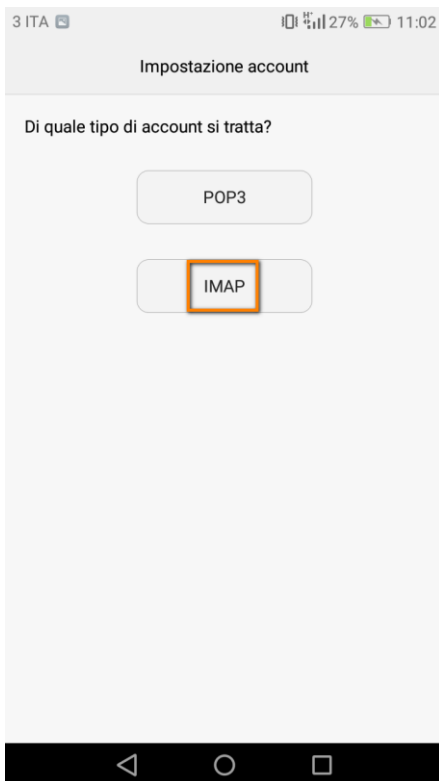 3 ITA 27% 11:02
Impostazione account
Di quale tipo di account si tratta?
POP3
IMAP